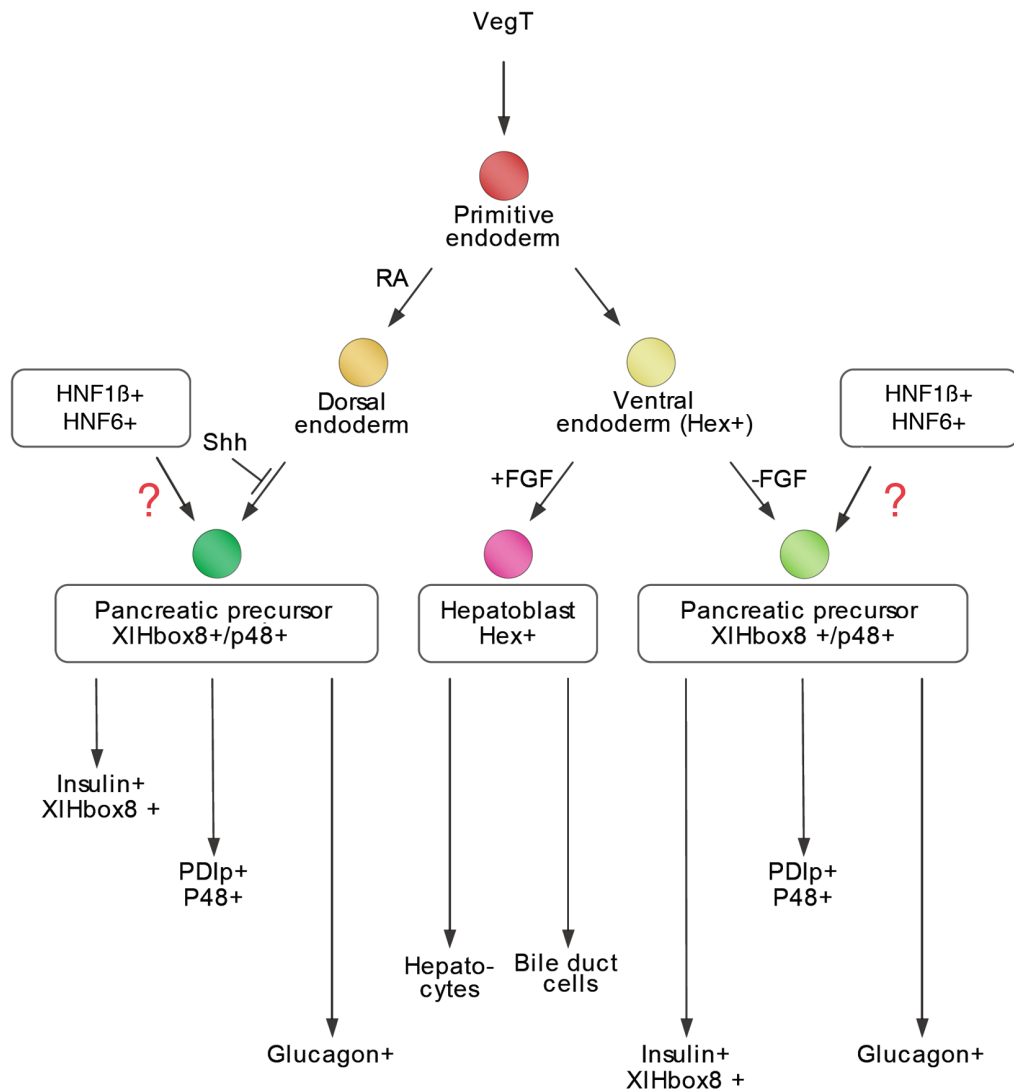 VegT
Primitive
endoderm
RA
Dorsal
endoderm
Ventral
endoderm (Hex+)
HNF1ß+
HNF6+
HNF1ß+
HNF6+
Shh
?
+FGF
-FGF
?
Pancreatic precursor
XIHbox8+/p48+
Hepatoblast
Hex+
Pancreatic precursor
XIHbox8 +/p48+
Insulin+
XIHbox8 +
PDIp+
P48+
PDIp+
P48+
Hepato-
cytes
Bile duct
cells
Glucagon+
Insulin+
XIHbox8 +
Glucagon+